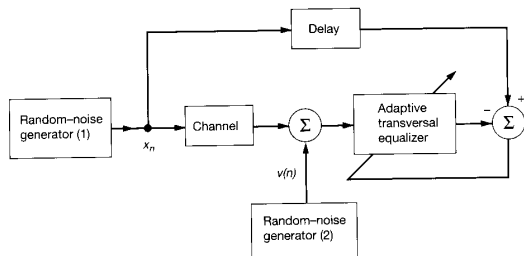 Delay
+
Random–noise
generator (1)
x_n
Channel
Σ
Adaptive
transversal
equalizer
–
Σ
v(n)
Random–noise
generator (2)